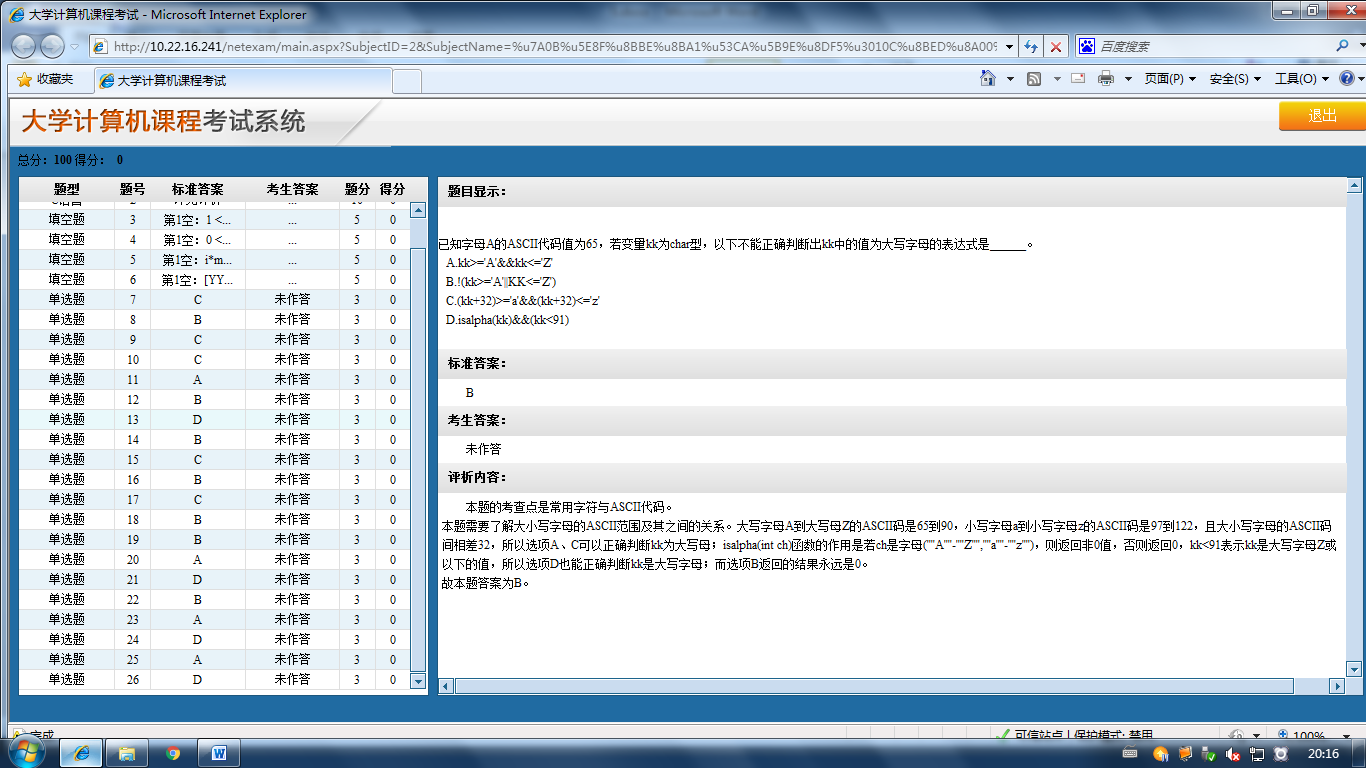 大学计算机课程考试 - Microsoft Internet Explorer
http://10.22.16.241/netexam/main.aspx?SubjectID=2&SubjectName=%u7A0B%u5E8F%u8BBE%u8BA1%u53CA%u5B9E%u8DF5%u3010C%u8BED%u8A009
百度搜索
收藏夹
大学计算机课程考试
页面(P)
安全(S)
工具(O)
大学计算机课程考试系统
退出
总分：100 得分： 0
题型 题号 标准答案 考生答案 题分 得分
填空题 3 第1空：1 <... ... 5 0
填空题 4 第1空：0 <... ... 5 0
填空题 5 第1空：i*m... ... 5 0
填空题 6 第1空：[YY... ... 5 0
单选题 7 C 未作答 3 0
单选题 8 B 未作答 3 0
单选题 9 C 未作答 3 0
单选题 10 C 未作答 3 0
单选题 11 A 未作答 3 0
单选题 12 B 未作答 3 0
单选题 13 D 未作答 3 0
单选题 14 B 未作答 3 0
单选题 15 C 未作答 3 0
单选题 16 B 未作答 3 0
单选题 17 C 未作答 3 0
单选题 18 B 未作答 3 0
单选题 19 B 未作答 3 0
单选题 20 A 未作答 3 0
单选题 21 D 未作答 3 0
单选题 22 B 未作答 3 0
单选题 23 A 未作答 3 0
单选题 24 D 未作答 3 0
单选题 25 A 未作答 3 0
单选题 26 D 未作答 3 0
题目显示：
已知字母A的ASCII代码值为65，若变量kk为char型，以下不能正确判断出kk中的值为大写字母的表达式是______。
A.kk>='A'&&kk<='Z'
B.!(kk>='A'||KK<='Z')
C.(kk+32)>='a'&&(kk+32)<='z'
D.isalpha(kk)&&(kk<91)
标准答案：
B
考生答案：
未作答
评析内容：
本题的考查点是常用字符与ASCII代码。
本题需要了解大小写字母的ASCII范围及其之间的关系。大写字母A到大写母Z的ASCII码是65到90，小写字母a到小写字母z的ASCII码是97到122，且大小写字母的ASCII码
间相差32，所以选项A、C可以正确判断kk为大写母；isalpha(int ch)函数的作用是若ch是字母(""A""-""Z"",""a""-""z"")，则返回非0值，否则返回0，kk<91表示kk是大写字母Z或
以下的值，所以选项D也能正确判断kk是大写字母；而选项B返回的结果永远是0。
故本题答案为B。
完成
可信站点 | 保护模式: 禁用
100%
20:16